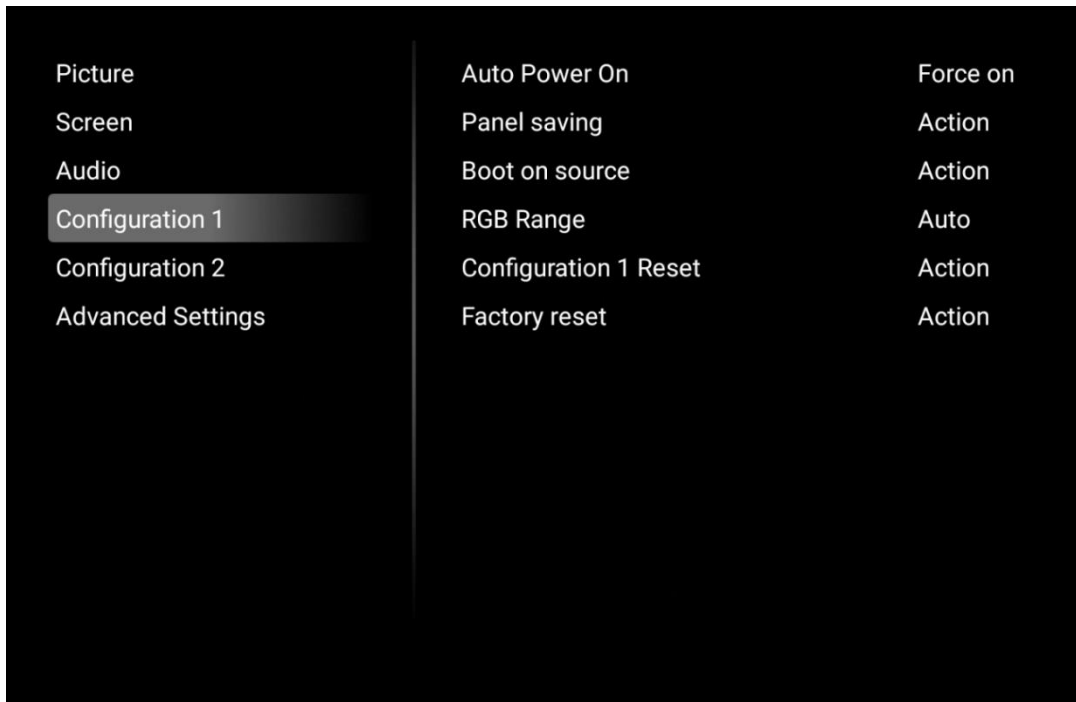 Picture
Screen
Audio
Configuration 1
Configuration 2
Advanced Settings
Auto Power On Force on
Panel saving Action
Boot on source Action
RGB Range Auto
Configuration 1 Reset Action
Factory reset Action